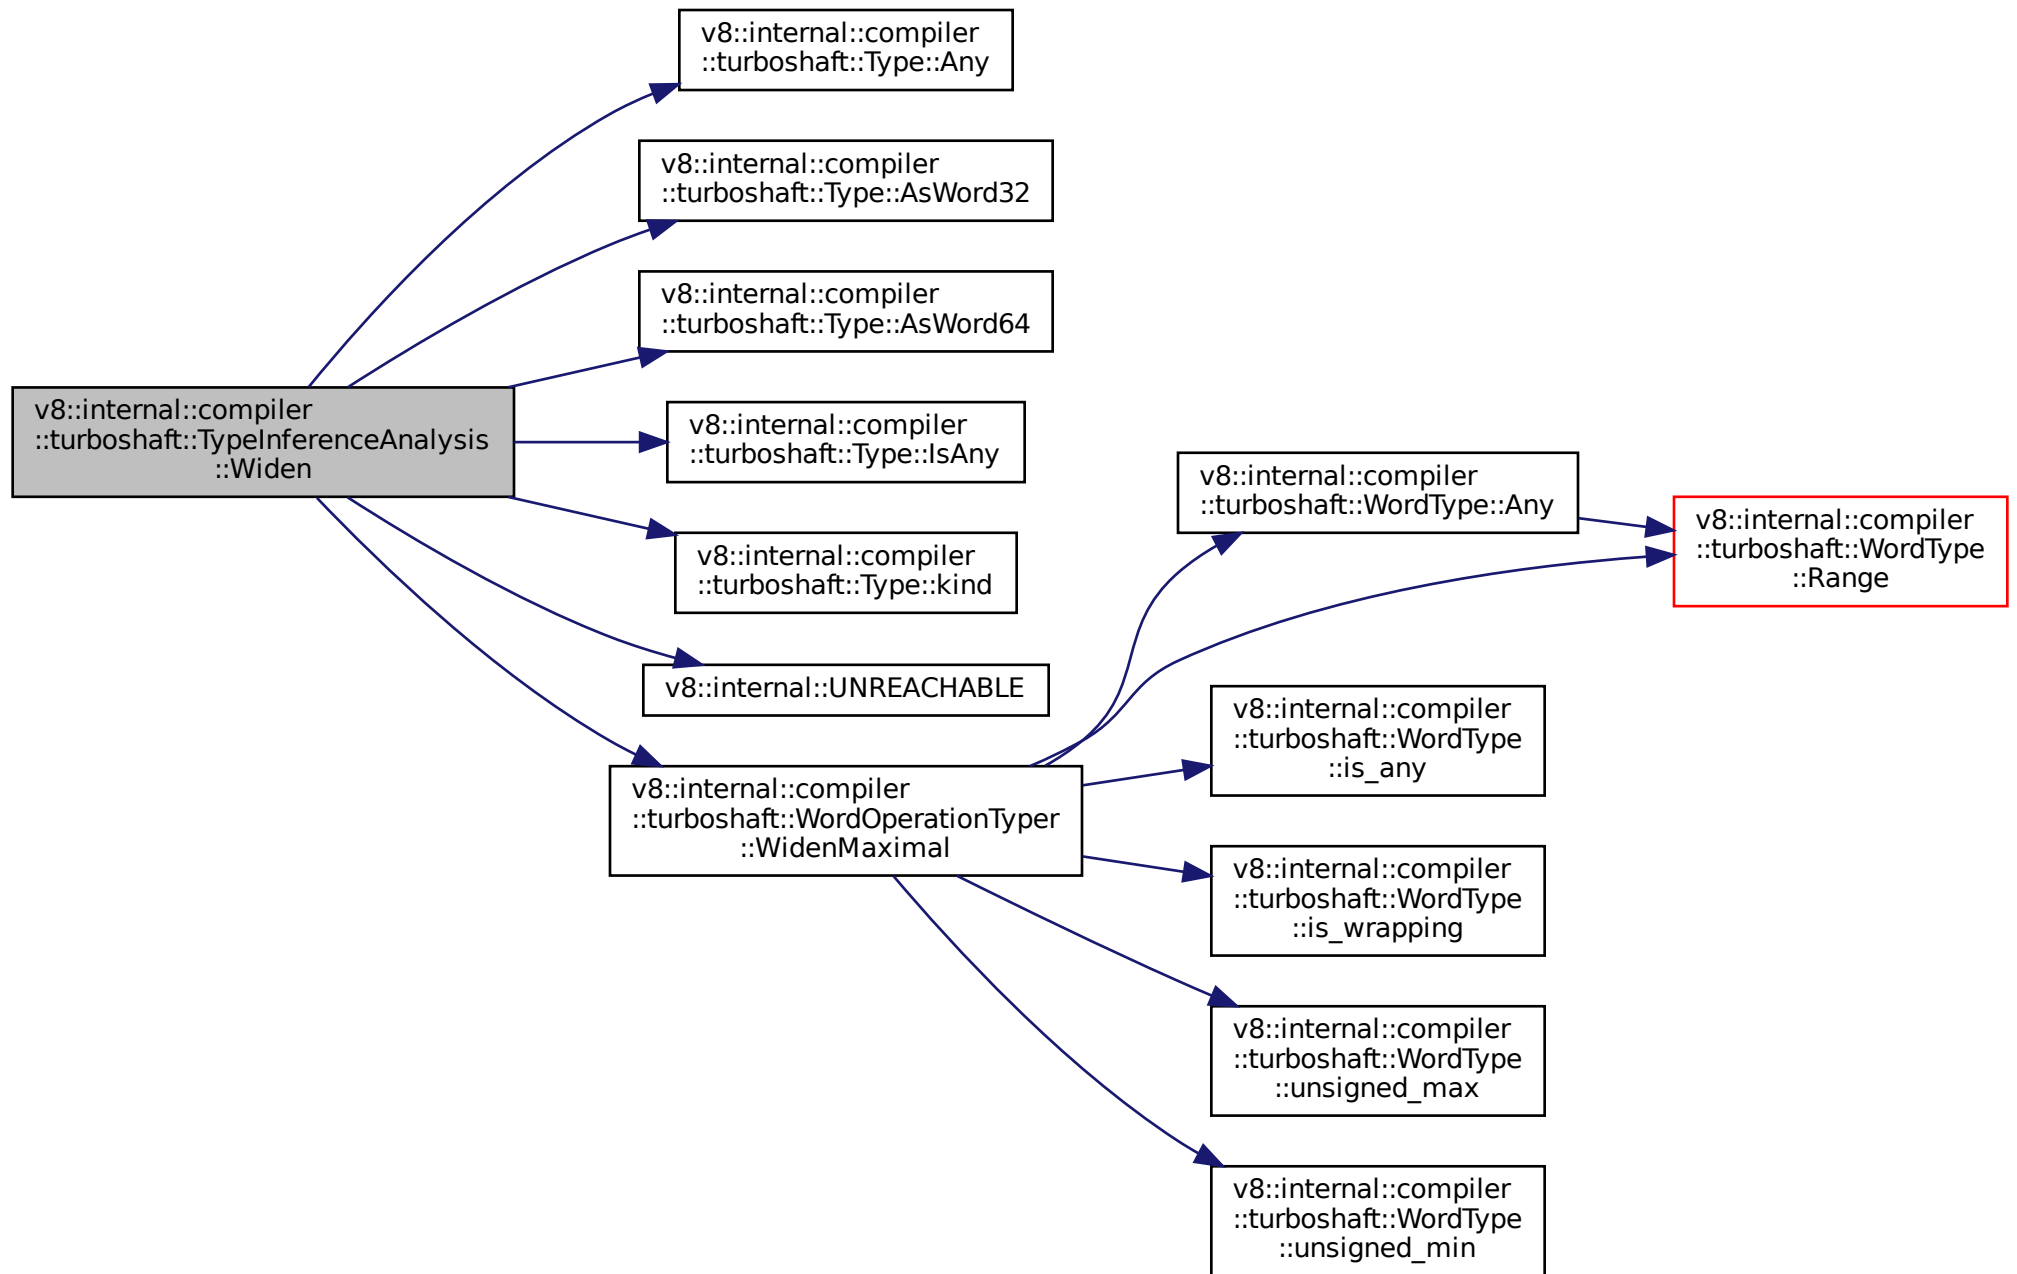 v8::internal::compiler
::turboshaft::Type::Any
v8::internal::compiler
::turboshaft::Type::AsWord32
v8::internal::compiler
::turboshaft::Type::AsWord64
v8::internal::compiler
::turboshaft::TypeInferenceAnalysis
::Widen
v8::internal::compiler
::turboshaft::Type::IsAny
v8::internal::compiler
::turboshaft::Type::kind
v8::internal::UNREACHABLE
v8::internal::compiler
::turboshaft::WordOperationTyper
::WidenMaximal
v8::internal::compiler
::turboshaft::WordType::Any
v8::internal::compiler
::turboshaft::WordType
::Range
v8::internal::compiler
::turboshaft::WordType
::is_any
v8::internal::compiler
::turboshaft::WordType
::is_wrapping
v8::internal::compiler
::turboshaft::WordType
::unsigned_max
v8::internal::compiler
::turboshaft::WordType
::unsigned_min